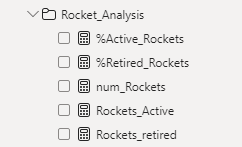 Rocket_Analysis
%Active_Rockets
%Retired_Rockets
num_Rockets
Rockets_Active
Rockets_retired